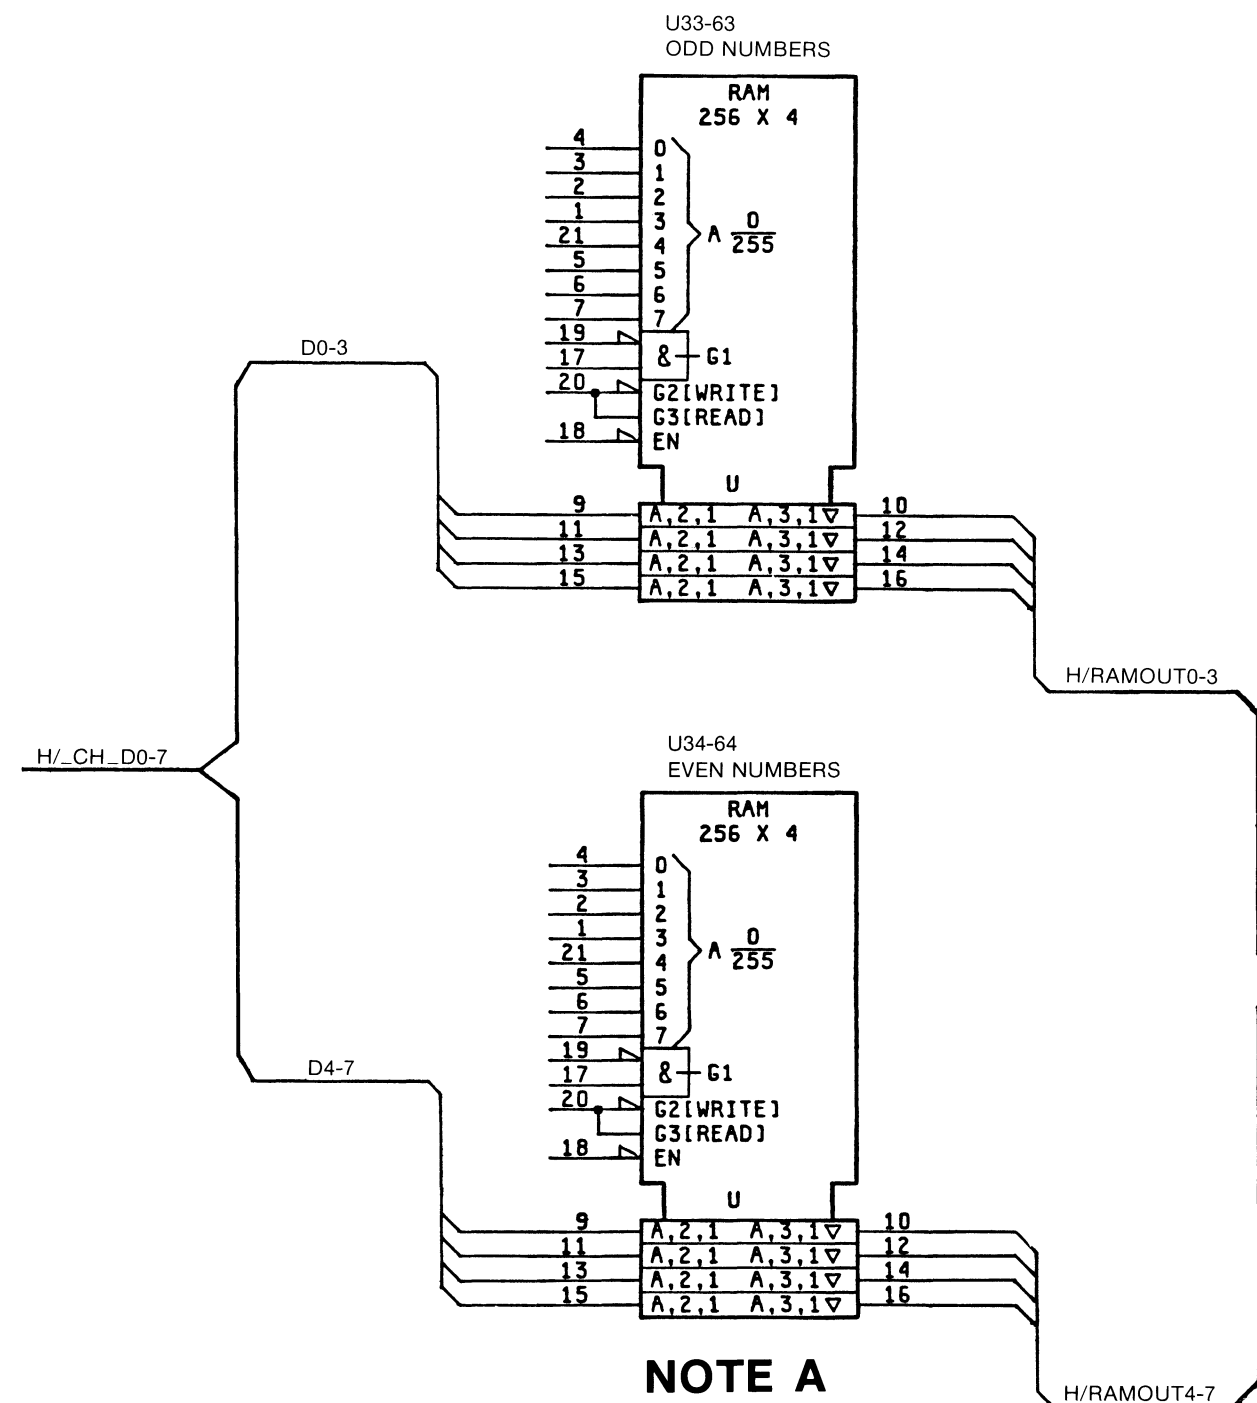 U33-63
ODD NUMBERS
RAM
256 X 4
4 0
3 1
2 2
1 3
21 4
5 5
6 6
7 7
A 0/255
19
17
& G1
20 G2[WRITE]
G3[READ]
18 EN
U
9 A,2,1 A,3,1▽ 10
11 A,2,1 A,3,1▽ 12
13 A,2,1 A,3,1▽ 14
15 A,2,1 A,3,1▽ 16
D0-3
H/RAMOUT0-3
H/_CH_D0-7
U34-64
EVEN NUMBERS
RAM
256 X 4
4 0
3 1
2 2
1 3
21 4
5 5
6 6
7 7
A 0/255
19
17
& G1
20 G2[WRITE]
G3[READ]
18 EN
D4-7
U
9 A,2,1 A,3,1▽ 10
11 A,2,1 A,3,1▽ 12
13 A,2,1 A,3,1▽ 14
15 A,2,1 A,3,1▽ 16
NOTE A
H/RAMOUT4-7